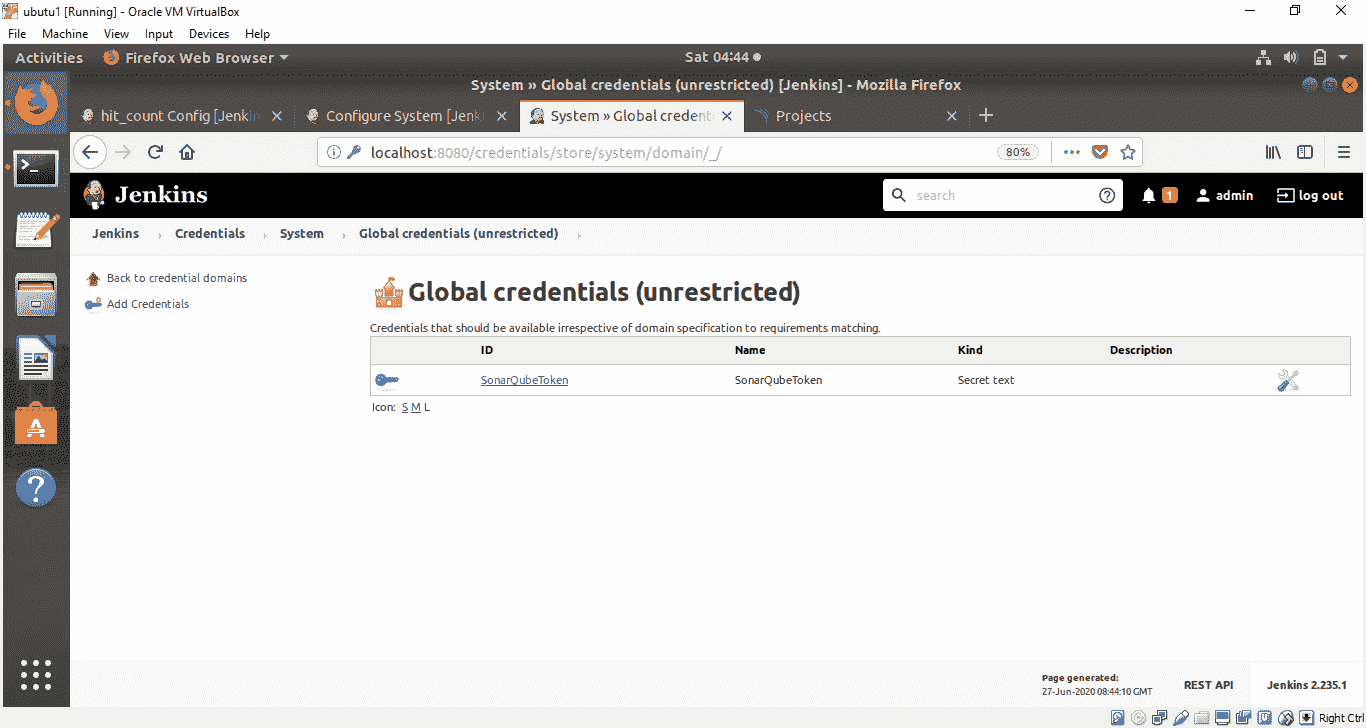 ubutu1 [Running] - Oracle VM VirtualBox
File Machine View Input Devices Help
Activities Firefox Web Browser Sat 04:44
System » Global credentials (unrestricted) [Jenkins] - Mozilla Firefox
hit_count Config [Jenkin Configure System [Jenk System » Global credent Projects
localhost:8080/credentials/store/system/domain/_/ 80%
Jenkins search 1 admin log out
Jenkins Credentials System Global credentials (unrestricted)
Back to credential domains
Add Credentials
Global credentials (unrestricted)
Credentials that should be available irrespective of domain specification to requirements matching.
ID Name Kind Description
SonarQubeToken SonarQubeToken Secret text
Icon: S M L
Page generated:
27-Jun-2020 08:44:10 GMT REST API Jenkins 2.235.1
Right Ctrl